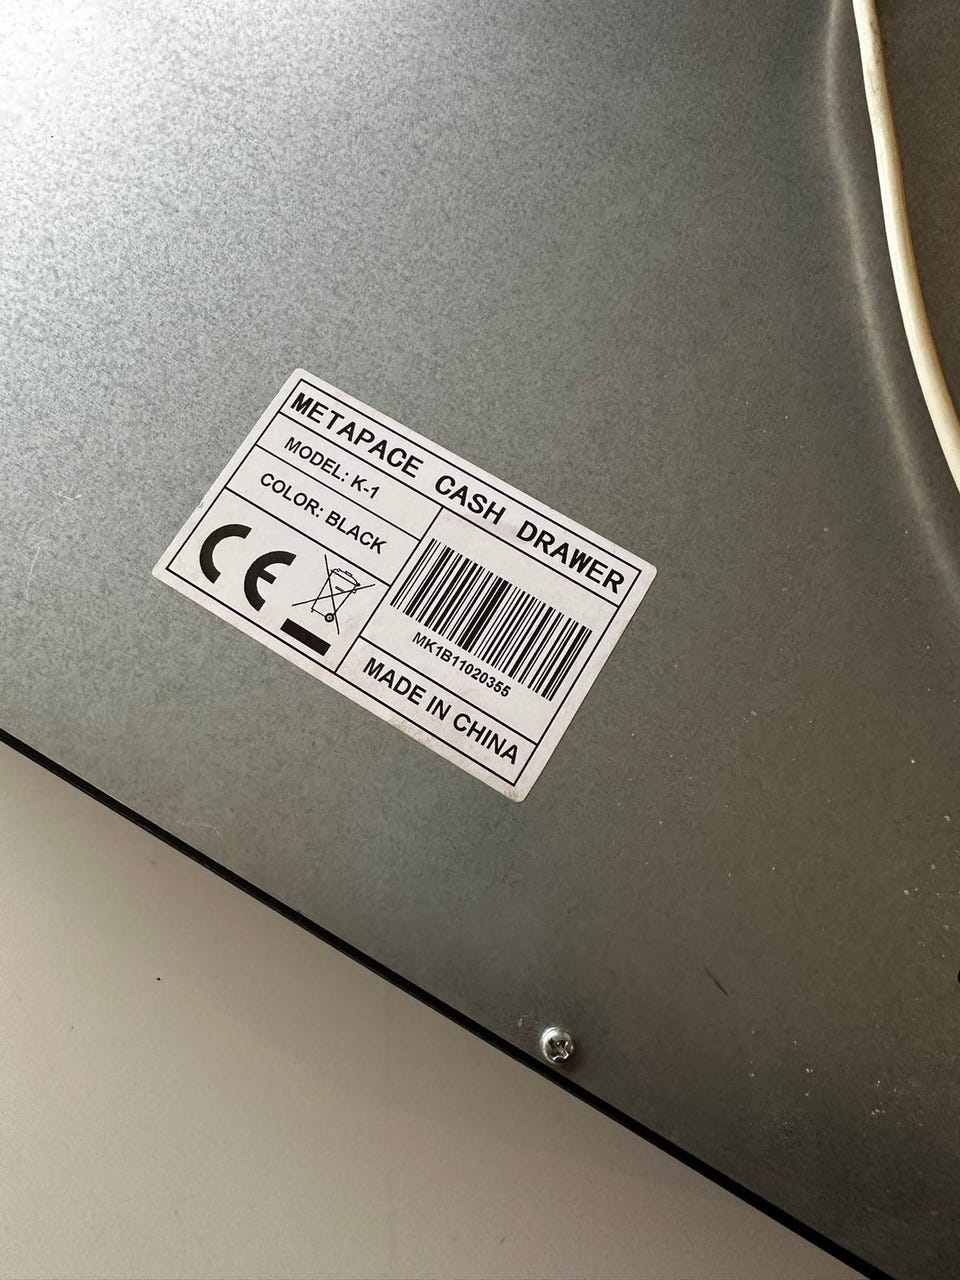 METAPACE CASH DRAWER
MODEL: K-1
COLOR: BLACK
CE
MK1B11020355
MADE IN CHINA